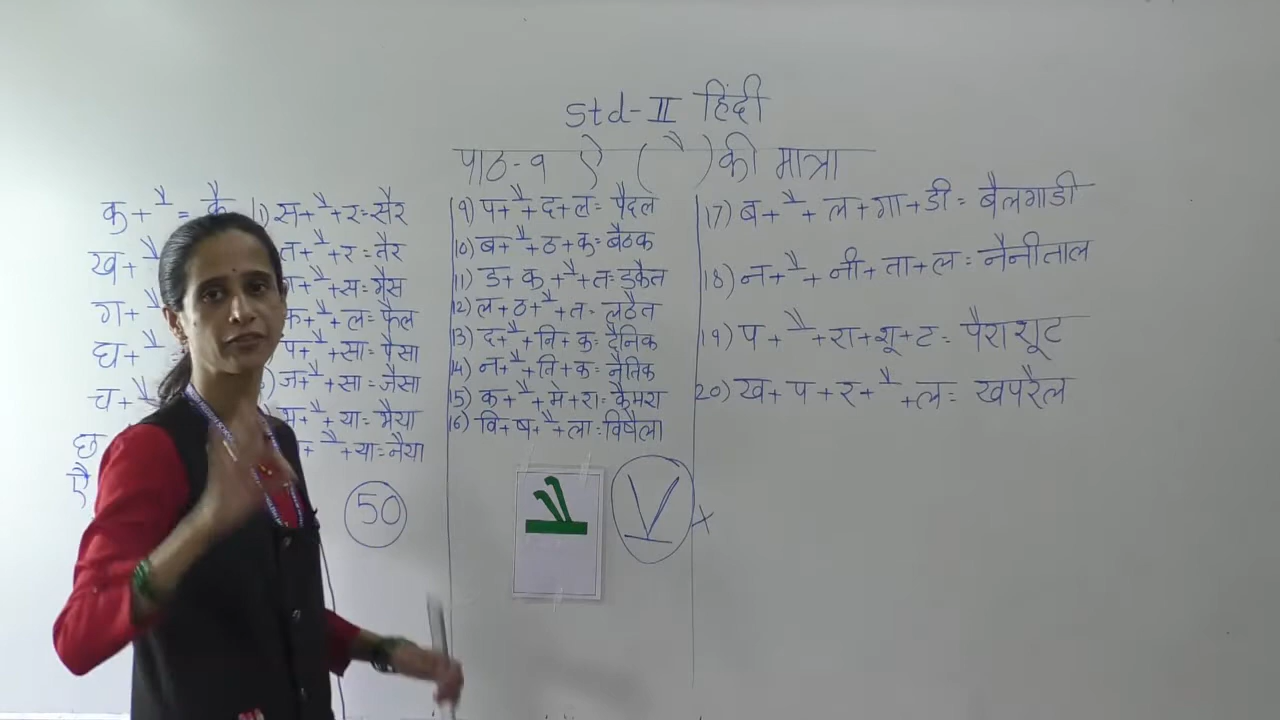 Std-II हिंदी
पाठ-१ ऐ ( ै ) की मात्रा
क + ै = कै
ख + ै
ग + ै
घ + ै
च + ै
छ
ऐ
1) स + ै + र = सैर
त + ै + र = तैर
+ ै + स = भैस
फ + ै + ल = फैल
प + ै + सा = पैसा
ज + ै + सा = जैसा
भ + ै + या = भैया
+ ै + या = नैया
50
9) प + ै + द + ल = पैदल
10) ब + ै + ठ + क = बैठक
11) ड + क + ै + त = डकैत
12) ल + ठ + ै + त = लठैत
13) द + ै + नि + क = दैनिक
14) न + ै + ति + क = नैतिक
15) क + ै + मे + रा = कैमरा
16) वि + ष + ै + ला = विषैला
17) ब + ै + ल + गा + डी = बैलगाडी
18) न + ै + नी + ता + ल = नैनीताल
19) प + ै + रा + शू + ट = पैराशूट
20) ख + प + र + ै + ल = खपरैल